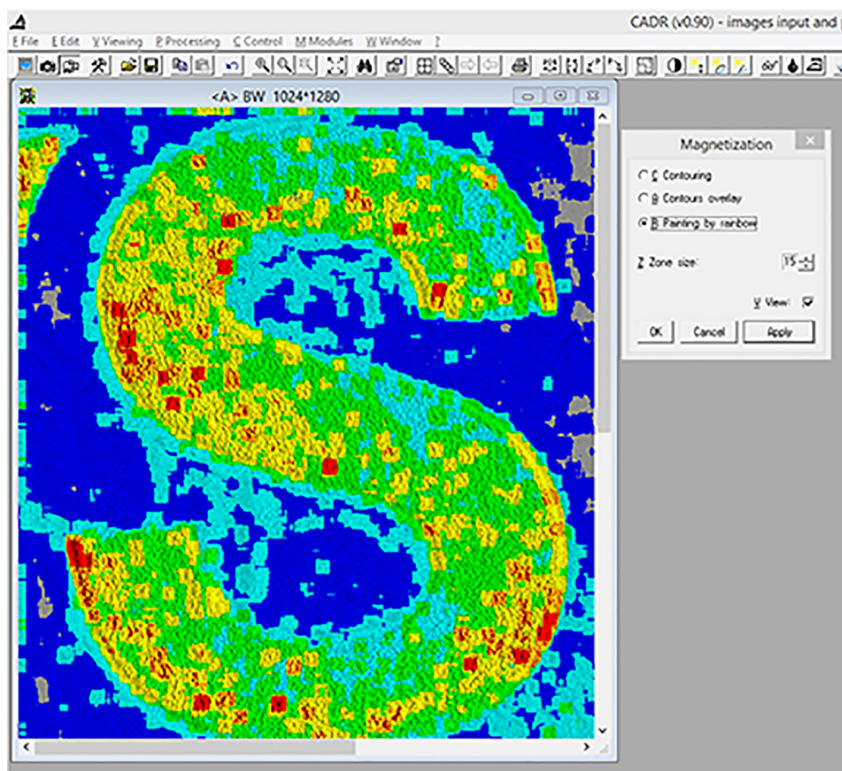 CADR (v0.90) - images input and
F File E Edit V Viewing P Processing C Control M Modules W Window ?
<A> BW 1024*1280
Magnetization
C Contouring
A Contours overlay
B Painting by rainbow
Z Zone size: 15
V View:
OK Cancel Apply
S